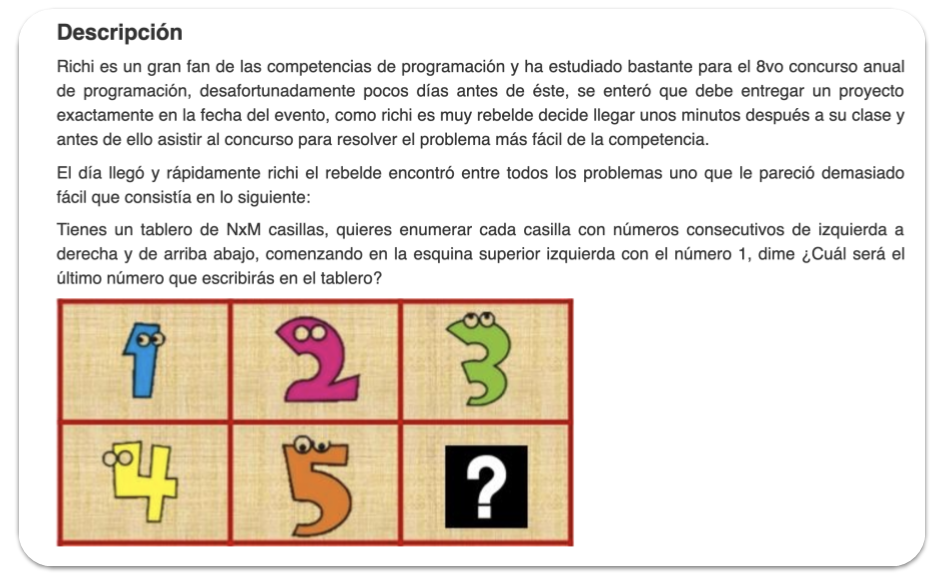 Descripción
Richi es un gran fan de las competencias de programación y ha estudiado bastante para el 8vo concurso anual
de programación, desafortunadamente pocos días antes de éste, se enteró que debe entregar un proyecto
exactamente en la fecha del evento, como richi es muy rebelde decide llegar unos minutos después a su clase y
antes de ello asistir al concurso para resolver el problema más fácil de la competencia.
El día llegó y rápidamente richi el rebelde encontró entre todos los problemas uno que le pareció demasiado
fácil que consistía en lo siguiente:
Tienes un tablero de NxM casillas, quieres enumerar cada casilla con números consecutivos de izquierda a
derecha y de arriba abajo, comenzando en la esquina superior izquierda con el número 1, dime ¿Cuál será el
último número que escribirás en el tablero?
1 2 3
4 5 ?